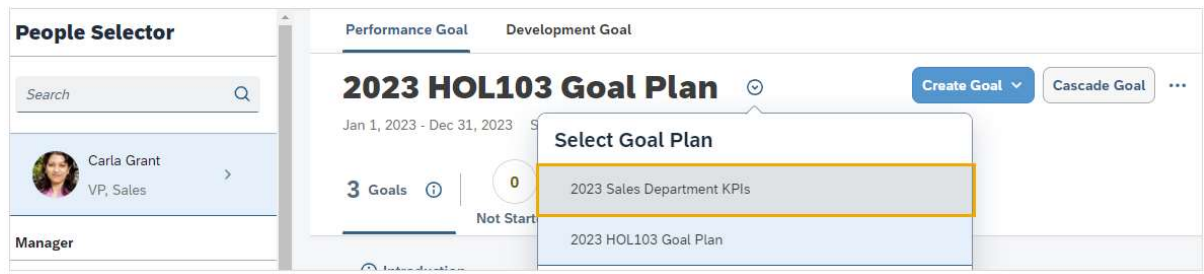 People Selector
Search
Carla Grant
VP, Sales
Manager
Performance Goal Development Goal
2023 HOL103 Goal Plan
Create Goal Cascade Goal ...
Jan 1, 2023 - Dec 31, 2023 S
Select Goal Plan
2023 Sales Department KPIs
2023 HOL103 Goal Plan
3 Goals
0
Not Start
Introduction